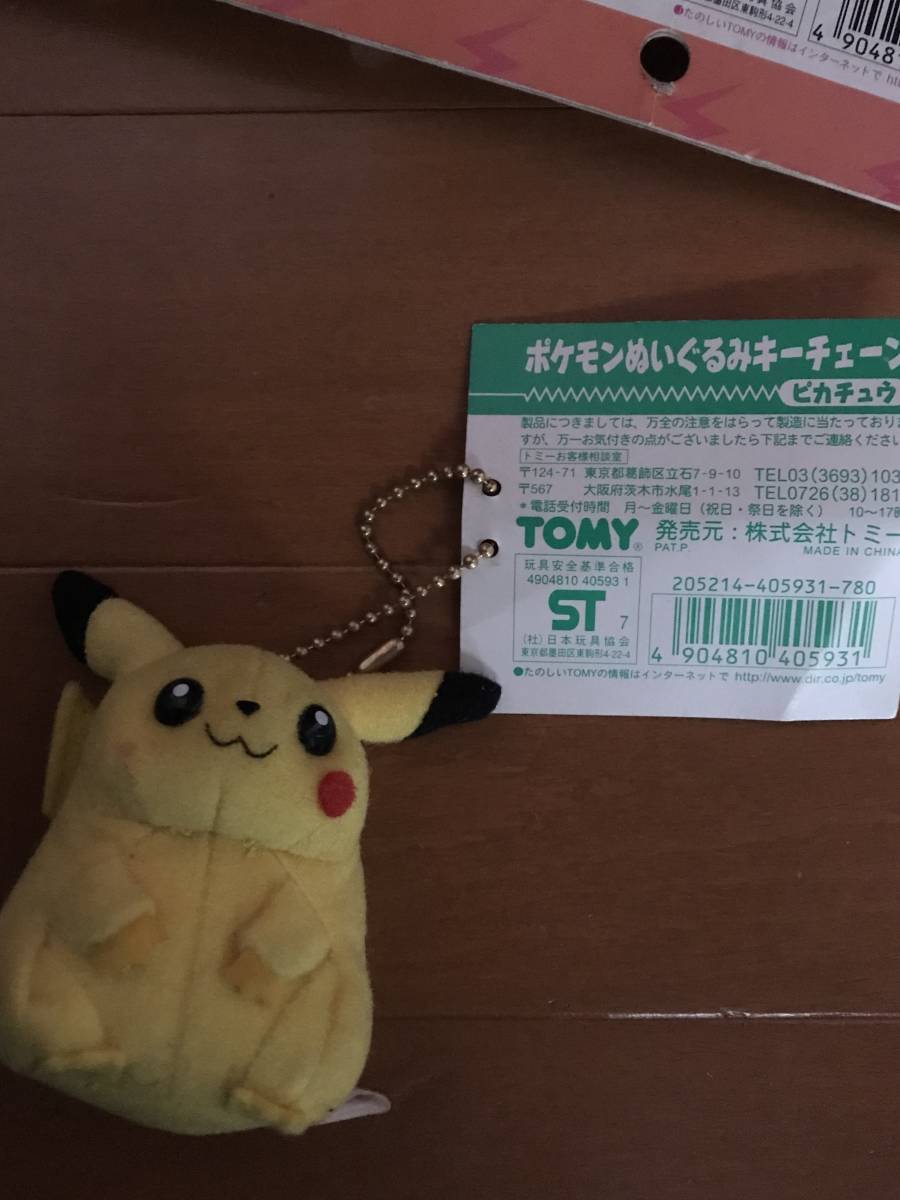 東京都墨田区東駒形4-22-4
●たのしいTOMYの情報はインターネットで
ポケモンぬいぐるみキーチェーン
ピカチュウ
製品につきましては、万全の注意をはらって製造に当たっており
すが、万一お気付きの点がございましたら下記までご連絡くださ
トミーお客様相談室
〒124-71 東京都葛飾区立石7-9-10 TEL03(3693)103
〒567 大阪府茨木市水尾1-1-13 TEL0726(38)181
*電話受付時間 月〜金曜日(祝日・祭日を除く) 10〜17
TOMY® 発売元:株式会社トミー
PAT.P. MADE IN CHINA
玩具安全基準合格
4904810 40593 1
ST 7
(社)日本玩具協会
東京都墨田区東駒形4-22-4
205214-405931-780
4 904810 405931
●たのしいTOMYの情報はインターネットで http://www.dir.co.jp/tomy